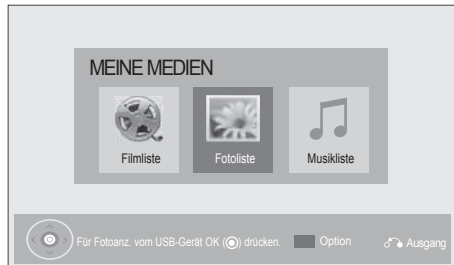 MEINE MEDIEN
Filmliste Fotoliste Musikliste
Für Fotoanz. vom USB-Gerät OK (◉) drücken. Option Ausgang